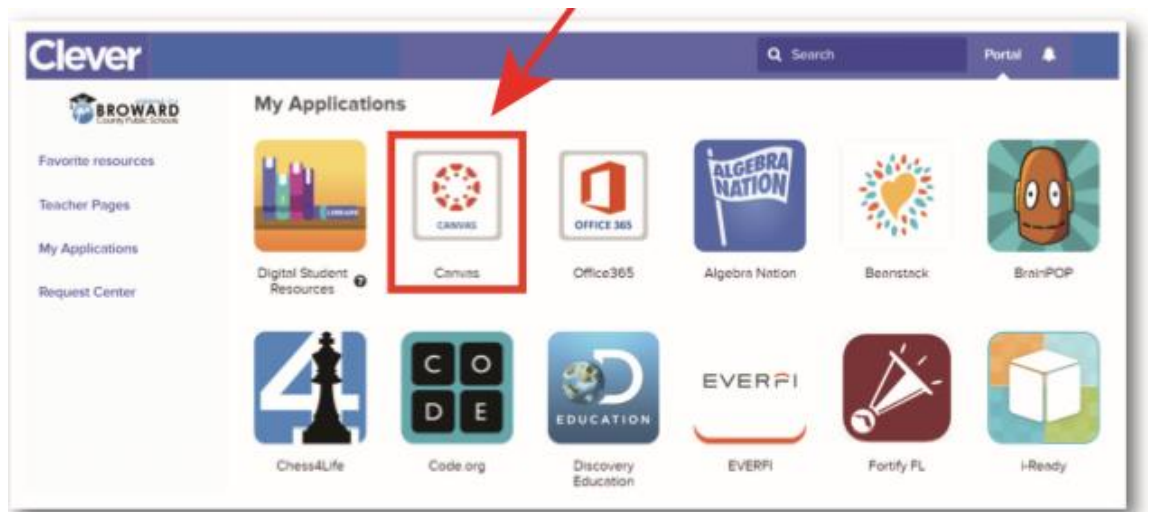 Clever
Search
Portal
BROWARD
County Public Schools
Favorite resources
Teacher Pages
My Applications
Request Center
My Applications
CANVAS
OFFICE 365
ALGEBRA
NATION
Digital Student
Resources
Canvas
Office365
Algebra Nation
Beanstack
BrainPOP
4
C O
D E
EDUCATION
EVERFI
Chess4Life
Code.org
Discovery
Education
EVERFI
Fortify FL
i-Ready